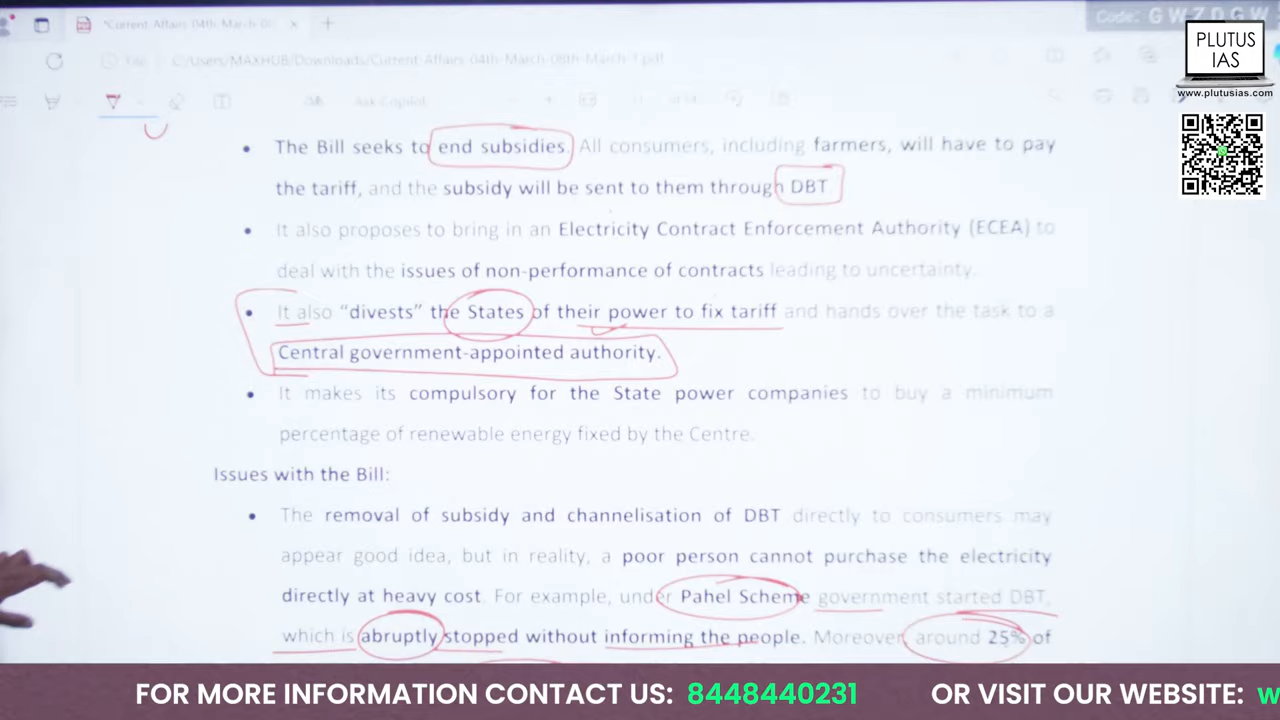 Code: G W Z D G W
*Current-Affairs-04th-March-0
PLUTUS
IAS
C:/Users/MAXHUB/Downloads/Current-Affairs-04th-March-08th-March-1.pdf
www.plutusias.com
Ask Copilot
The Bill seeks to end subsidies. All consumers, including farmers, will have to pay
the tariff, and the subsidy will be sent to them through DBT.
It also proposes to bring in an Electricity Contract Enforcement Authority (ECEA) to
deal with the issues of non-performance of contracts leading to uncertainty.
It also “divests” the States of their power to fix tariff and hands over the task to a
Central government-appointed authority.
It makes its compulsory for the State power companies to buy a minimum
percentage of renewable energy fixed by the Centre.
Issues with the Bill:
The removal of subsidy and channelisation of DBT directly to consumers may
appear good idea, but in reality, a poor person cannot purchase the electricity
directly at heavy cost. For example, under Pahel Scheme government started DBT,
which is abruptly stopped without informing the people. Moreover around 25% of
FOR MORE INFORMATION CONTACT US: 8448440231 OR VISIT OUR WEBSITE: w